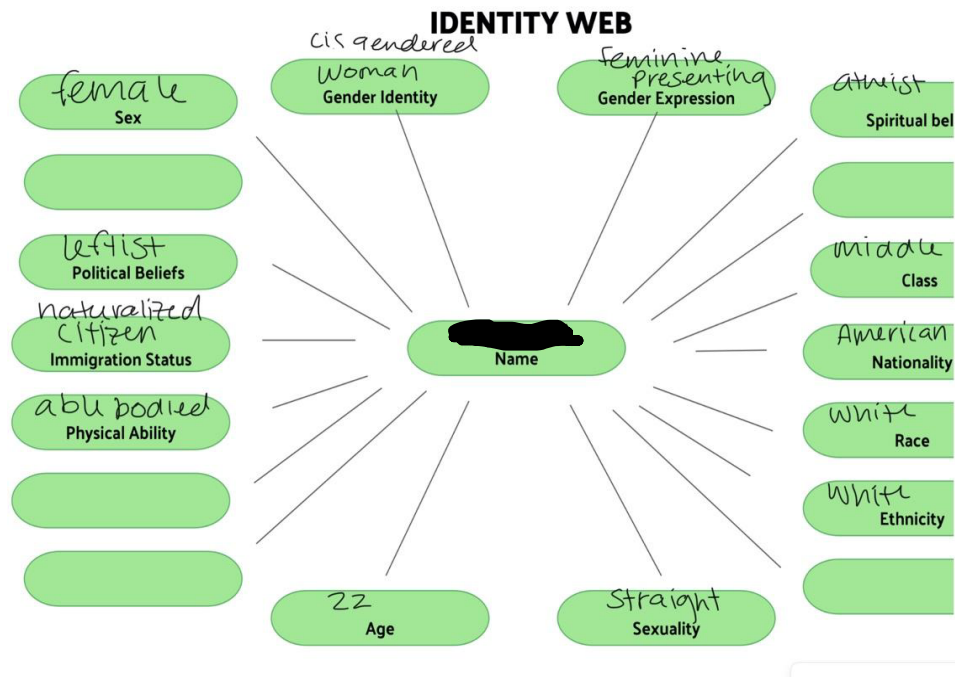 IDENTITY WEB
female
Sex
cis gendered
woman
Gender Identity
feminine
presenting
Gender Expression
atheist
Spiritual bel
leftist
Political Beliefs
middle
Class
naturalized
citizen
Immigration Status
Name
American
Nationality
able bodied
Physical Ability
white
Race
white
Ethnicity
22
Age
Straight
Sexuality